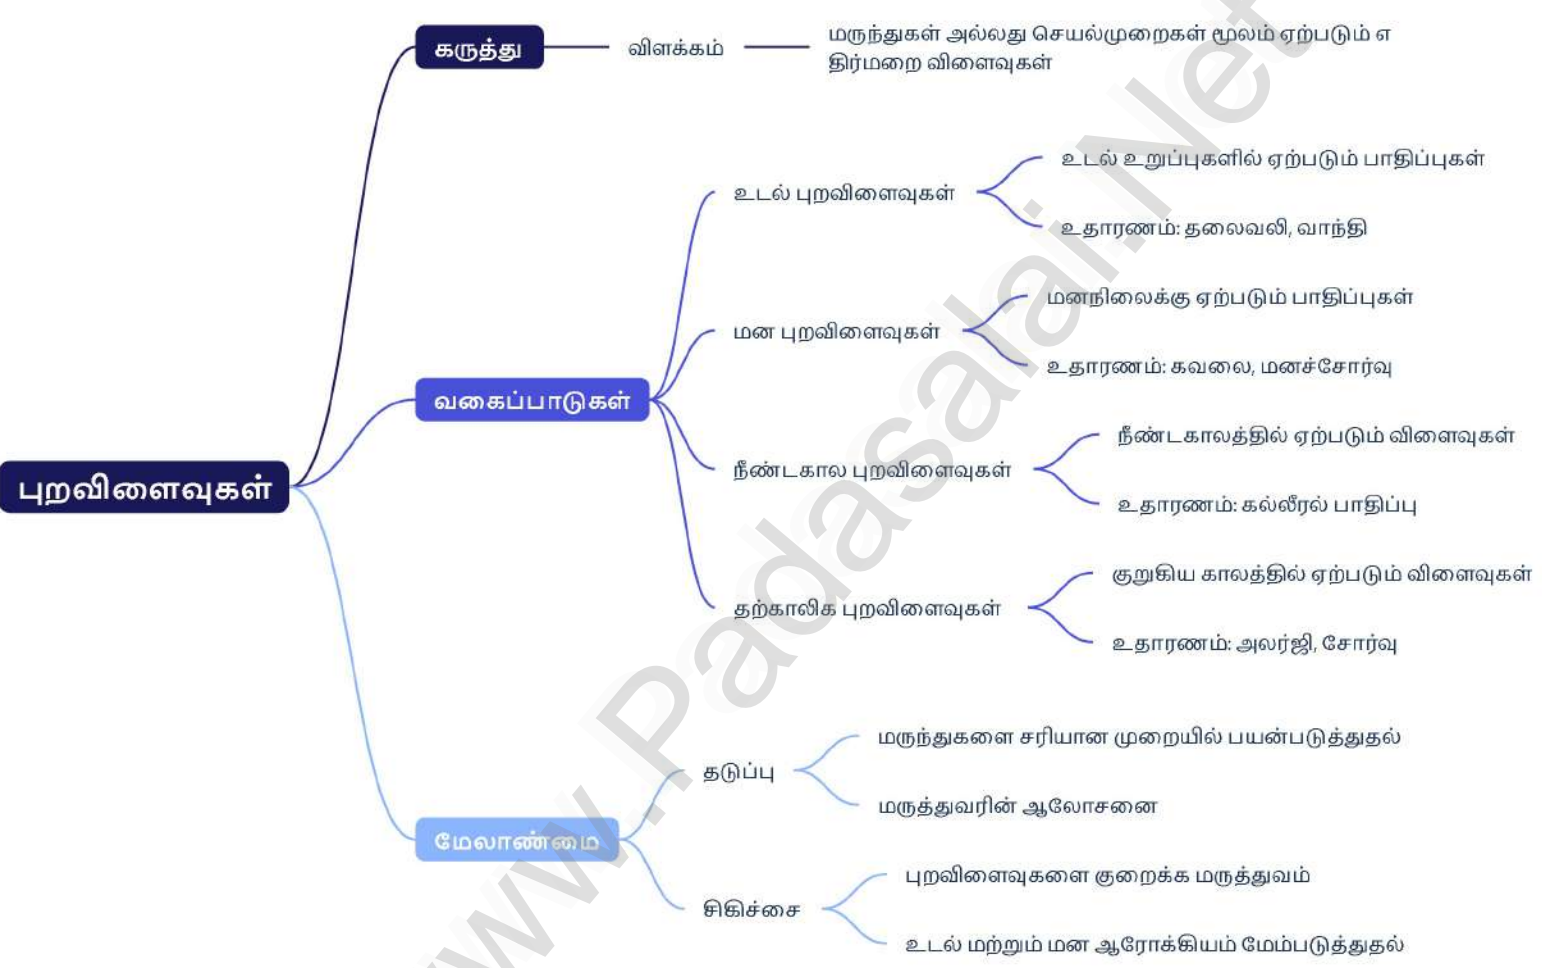 கருத்து
விளக்கம்
மருந்துகள் அல்லது செயல்முறைகள் மூலம் ஏற்படும் எ
திர்மறை விளைவுகள்
உடல் புறவிளைவுகள்
உடல் உறுப்புகளில் ஏற்படும் பாதிப்புகள்
உதாரணம்: தலைவலி, வாந்தி
மன புறவிளைவுகள்
மனநிலைக்கு ஏற்படும் பாதிப்புகள்
உதாரணம்: கவலை, மனச்சோர்வு
வகைப்பாடுகள்
நீண்டகால புறவிளைவுகள்
நீண்டகாலத்தில் ஏற்படும் விளைவுகள்
உதாரணம்: கல்லீரல் பாதிப்பு
புறவிளைவுகள்
தற்காலிக புறவிளைவுகள்
குறுகிய காலத்தில் ஏற்படும் விளைவுகள்
உதாரணம்: அலர்ஜி, சோர்வு
மேலாண்மை
தடுப்பு
மருந்துகளை சரியான முறையில் பயன்படுத்துதல்
மருத்துவரின் ஆலோசனை
சிகிச்சை
புறவிளைவுகளை குறைக்க மருத்துவம்
உடல் மற்றும் மன ஆரோக்கியம் மேம்படுத்துதல்
www.Padasalai.Net